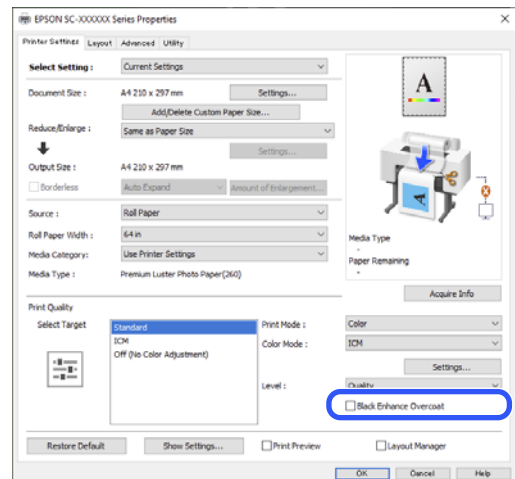 EPSON SC-XXXXXX Series Properties
Printer Settings Layout Advanced Utility
Select Setting : Current Settings
Document Size : A4 210 x 297 mm Settings...
Add/Delete Custom Paper Size...
Reduce/Enlarge : Same as Paper Size
Settings...
Output Size : A4 210 x 297 mm
Borderless Auto Expand Amount of Enlargement...
Source : Roll Paper
Roll Paper Width : 64 in
Media Category: Use Printer Settings
Media Type : Premium Luster Photo Paper(260)
A
Media Type
-
Paper Remaining
-
Acquire Info
Print Quality
Select Target
Standard
ICM
Off (No Color Adjustment)
Print Mode : Color
Color Mode : ICM
Settings...
Level : Quality
Black Enhance Overcoat
Restore Default Show Settings... Print Preview Layout Manager
OK Cancel Help